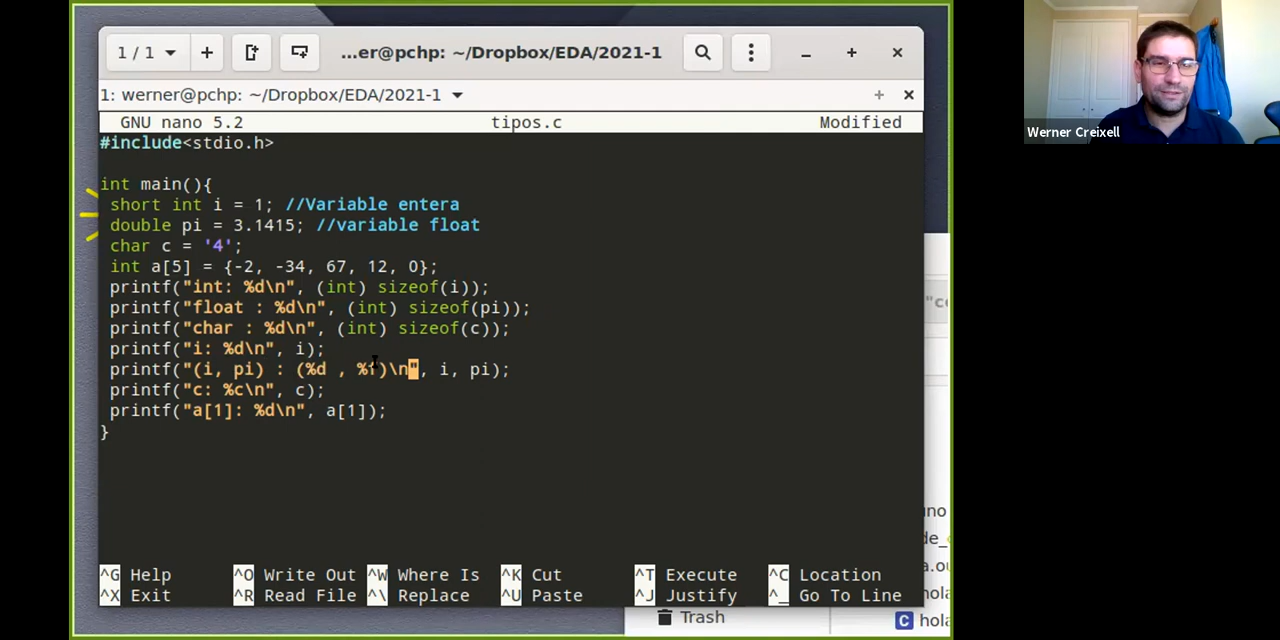 1 / 1
...er@pchp: ~/Dropbox/EDA/2021-1
1: werner@pchp: ~/Dropbox/EDA/2021-1
GNU nano 5.2 tipos.c Modified
#include<stdio.h>
int main(){
short int i = 1; //Variable entera
double pi = 3.1415; //variable float
char c = '4';
int a[5] = {-2, -34, 67, 12, 0};
printf("int: %d\n", (int) sizeof(i));
printf("float : %d\n", (int) sizeof(pi));
printf("char : %d\n", (int) sizeof(c));
printf("i: %d\n", i);
printf("(i, pi) : (%d , %f)\n", i, pi);
printf("c: %c\n", c);
printf("a[1]: %d\n", a[1]);
}
^G Help ^O Write Out ^W Where Is ^K Cut ^T Execute ^C Location
^X Exit ^R Read File ^\ Replace ^U Paste ^J Justify ^_ Go To Line
Trash
Werner Creixell